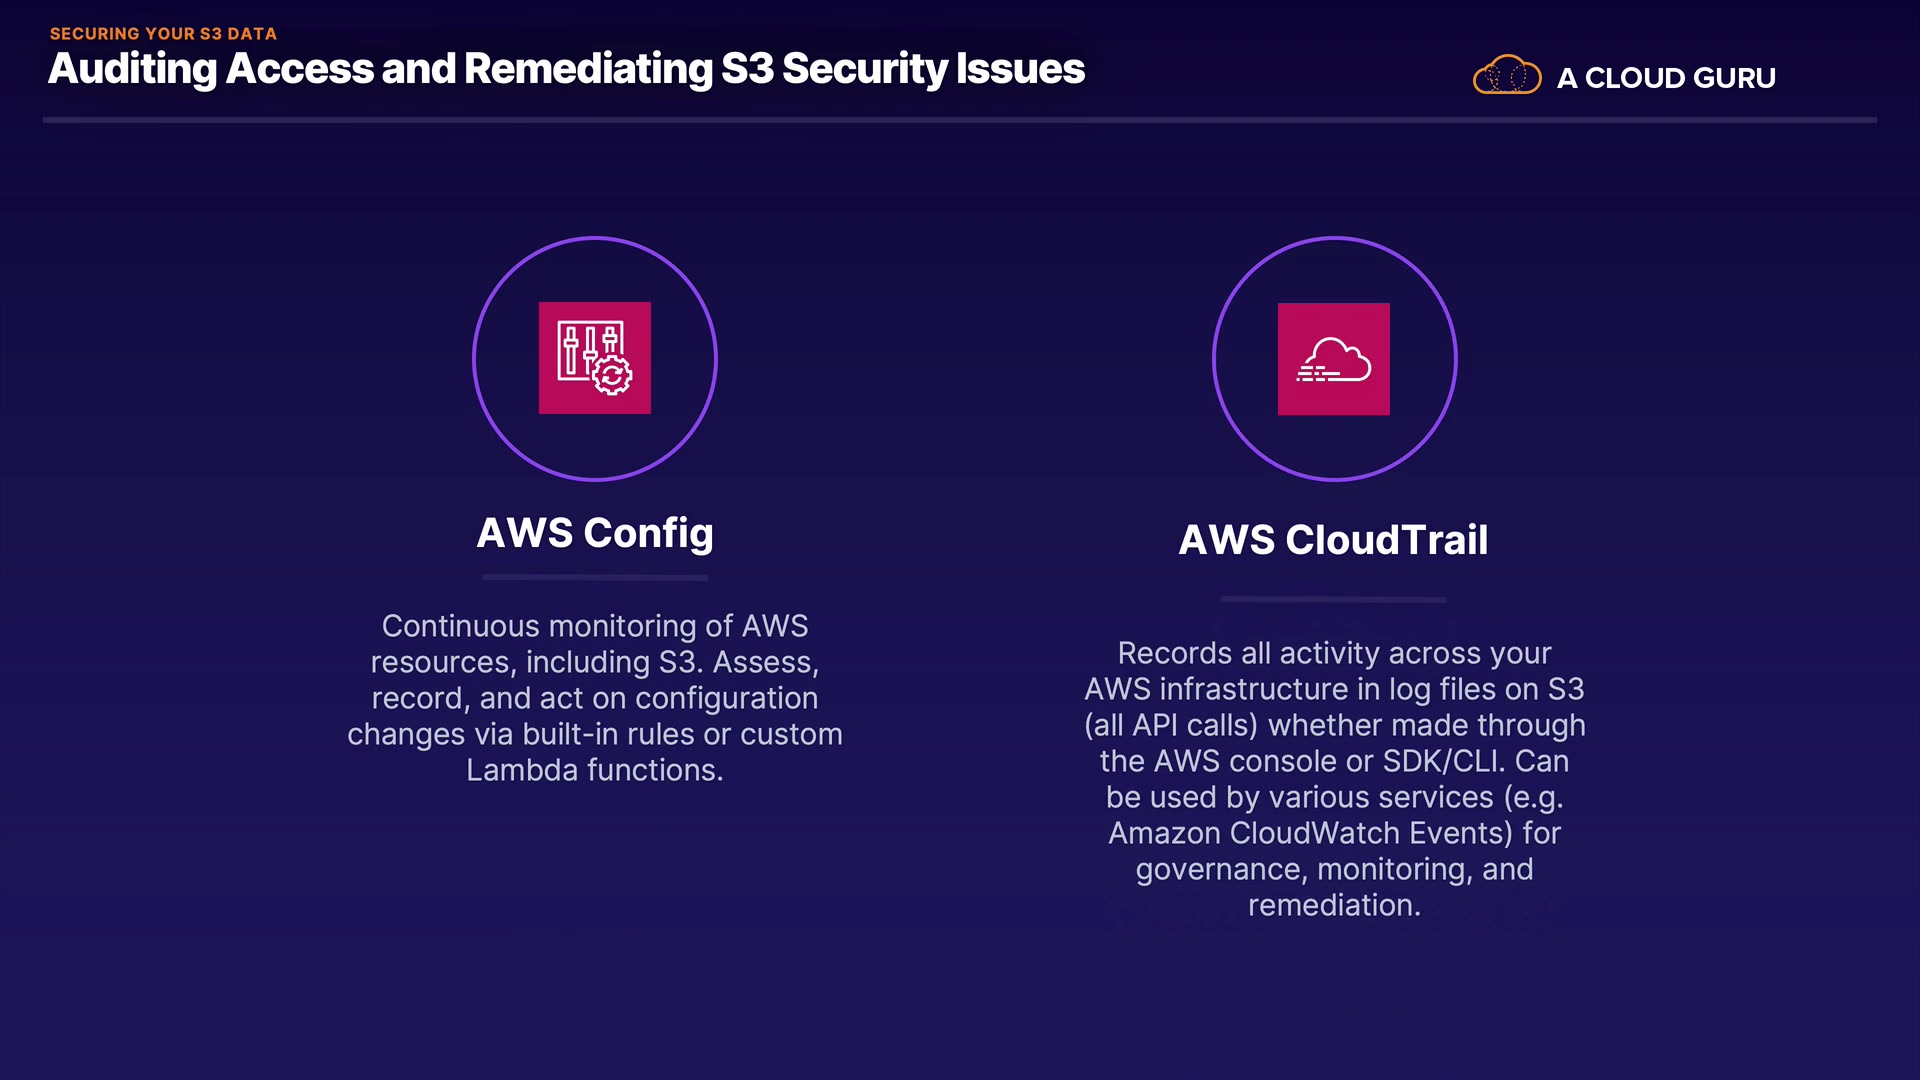 SECURING YOUR S3 DATA
Auditing Access and Remediating S3 Security Issues
A CLOUD GURU
AWS Config
Continuous monitoring of AWS
resources, including S3. Assess,
record, and act on configuration
changes via built-in rules or custom
Lambda functions.
AWS CloudTrail
Records all activity across your
AWS infrastructure in log files on S3
(all API calls) whether made through
the AWS console or SDK/CLI. Can
be used by various services (e.g.
Amazon CloudWatch Events) for
governance, monitoring, and
remediation.